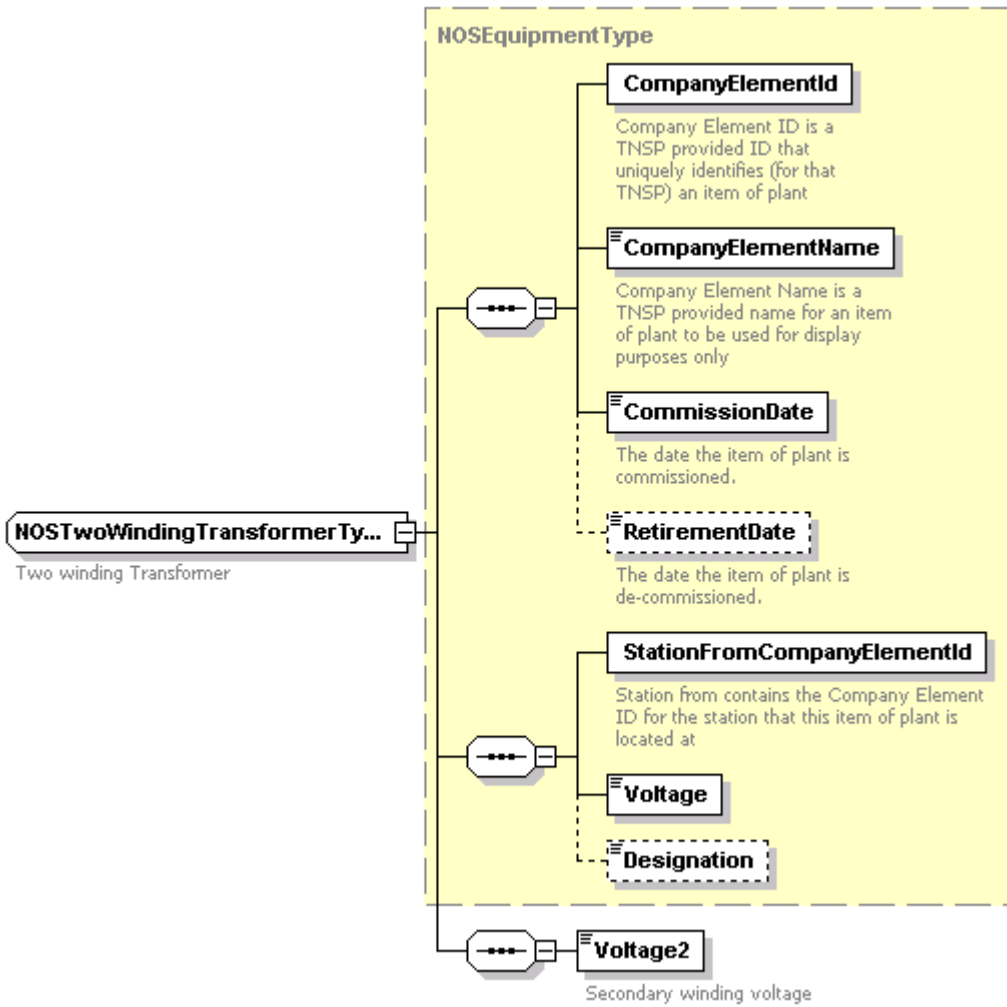 NOSEquipmentType
CompanyElementId
Company Element ID is a
TNSP provided ID that
uniquely identifies (for that
TNSP) an item of plant
CompanyElementName
Company Element Name is a
TNSP provided name for an item
of plant to be used for display
purposes only
CommissionDate
The date the item of plant is
commissioned.
RetirementDate
The date the item of plant is
de-commissioned.
NOSTwoWindingTransformerTy...
Two winding Transformer
StationFromCompanyElementId
Station from contains the Company Element
ID for the station that this item of plant is
located at
Voltage
Designation
Voltage2
Secondary winding voltage